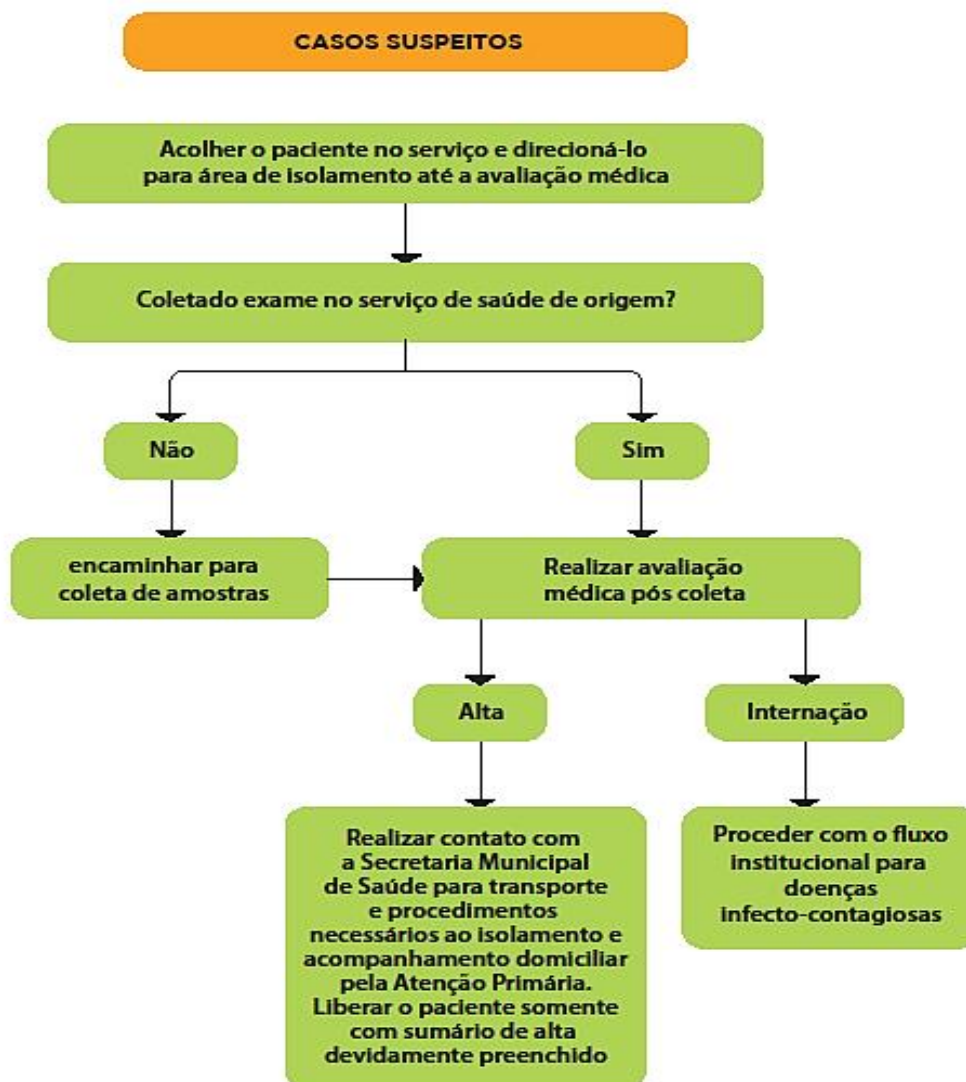 CASOS SUSPEITOS
Acolher o paciente no serviço e direcioná-lo
para área de isolamento até a avaliação médica
Coletado exame no serviço de saúde de origem?
Não
Sim
encaminhar para
coleta de amostras
Realizar avaliação
médica pós coleta
Alta
Internação
Realizar contato com
a Secretaria Municipal
de Saúde para transporte
e procedimentos
necessários ao isolamento e
acompanhamento domiciliar
pela Atenção Primária.
Liberar o paciente somente
com sumário de alta
devidamente preenchido
Proceder com o fluxo
institucional para
doenças
infecto-contagiosas